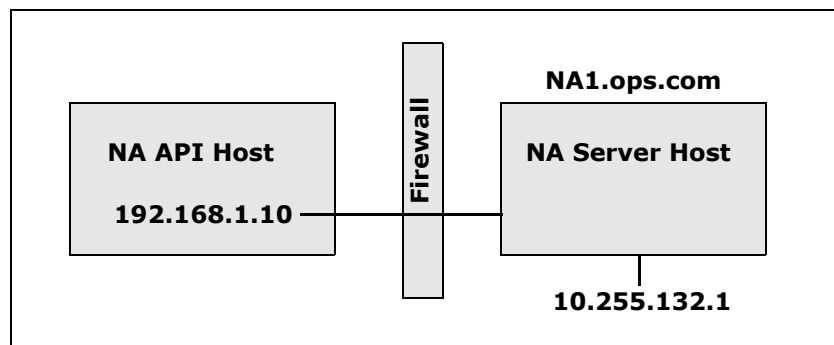 NA1.ops.com
NA API Host
Firewall
NA Server Host
192.168.1.10
10.255.132.1